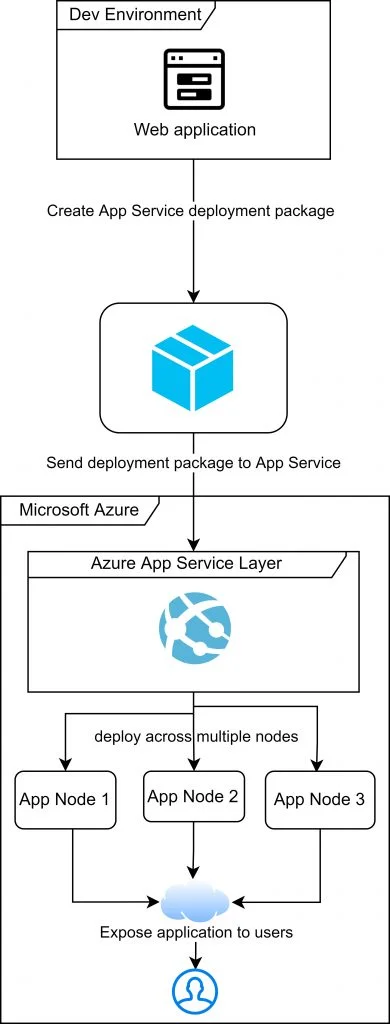 Dev Environment
Web application
Create App Service deployment package
Send deployment package to App Service
Microsoft Azure
Azure App Service Layer
deploy across multiple nodes
App Node 1
App Node 2
App Node 3
Expose application to users